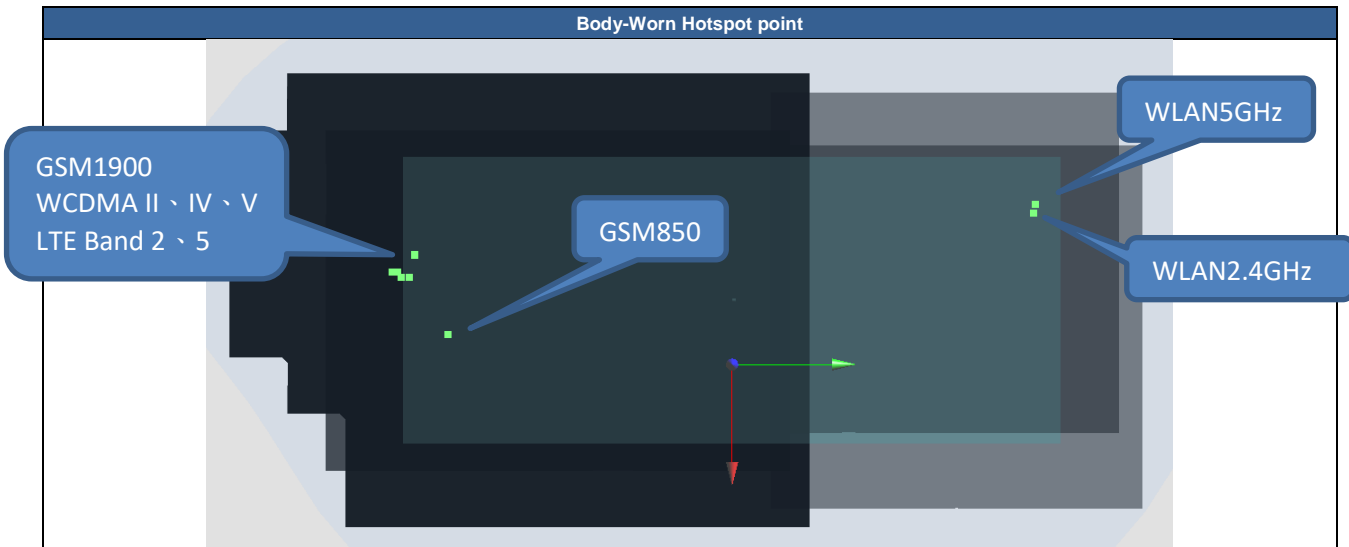 Body-Worn Hotspot point
WLAN5GHz
GSM1900
WCDMA II、IV、V
LTE Band 2、5
GSM850
WLAN2.4GHz